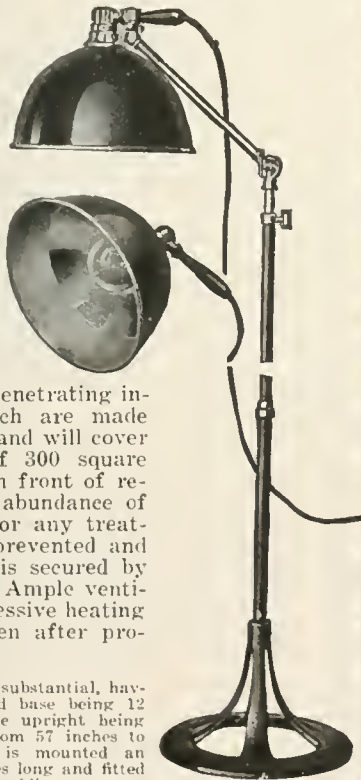 enetrating in-
ch are made
and will cover
f 300 square
n front of re-
abundance of
or any treat-
prevented and
is secured by
Ample venti-
essive heating
en after pro-
substantial, hav-
d base being 12
e upright being
om 57 inches to
is mounted an
es long and fitted